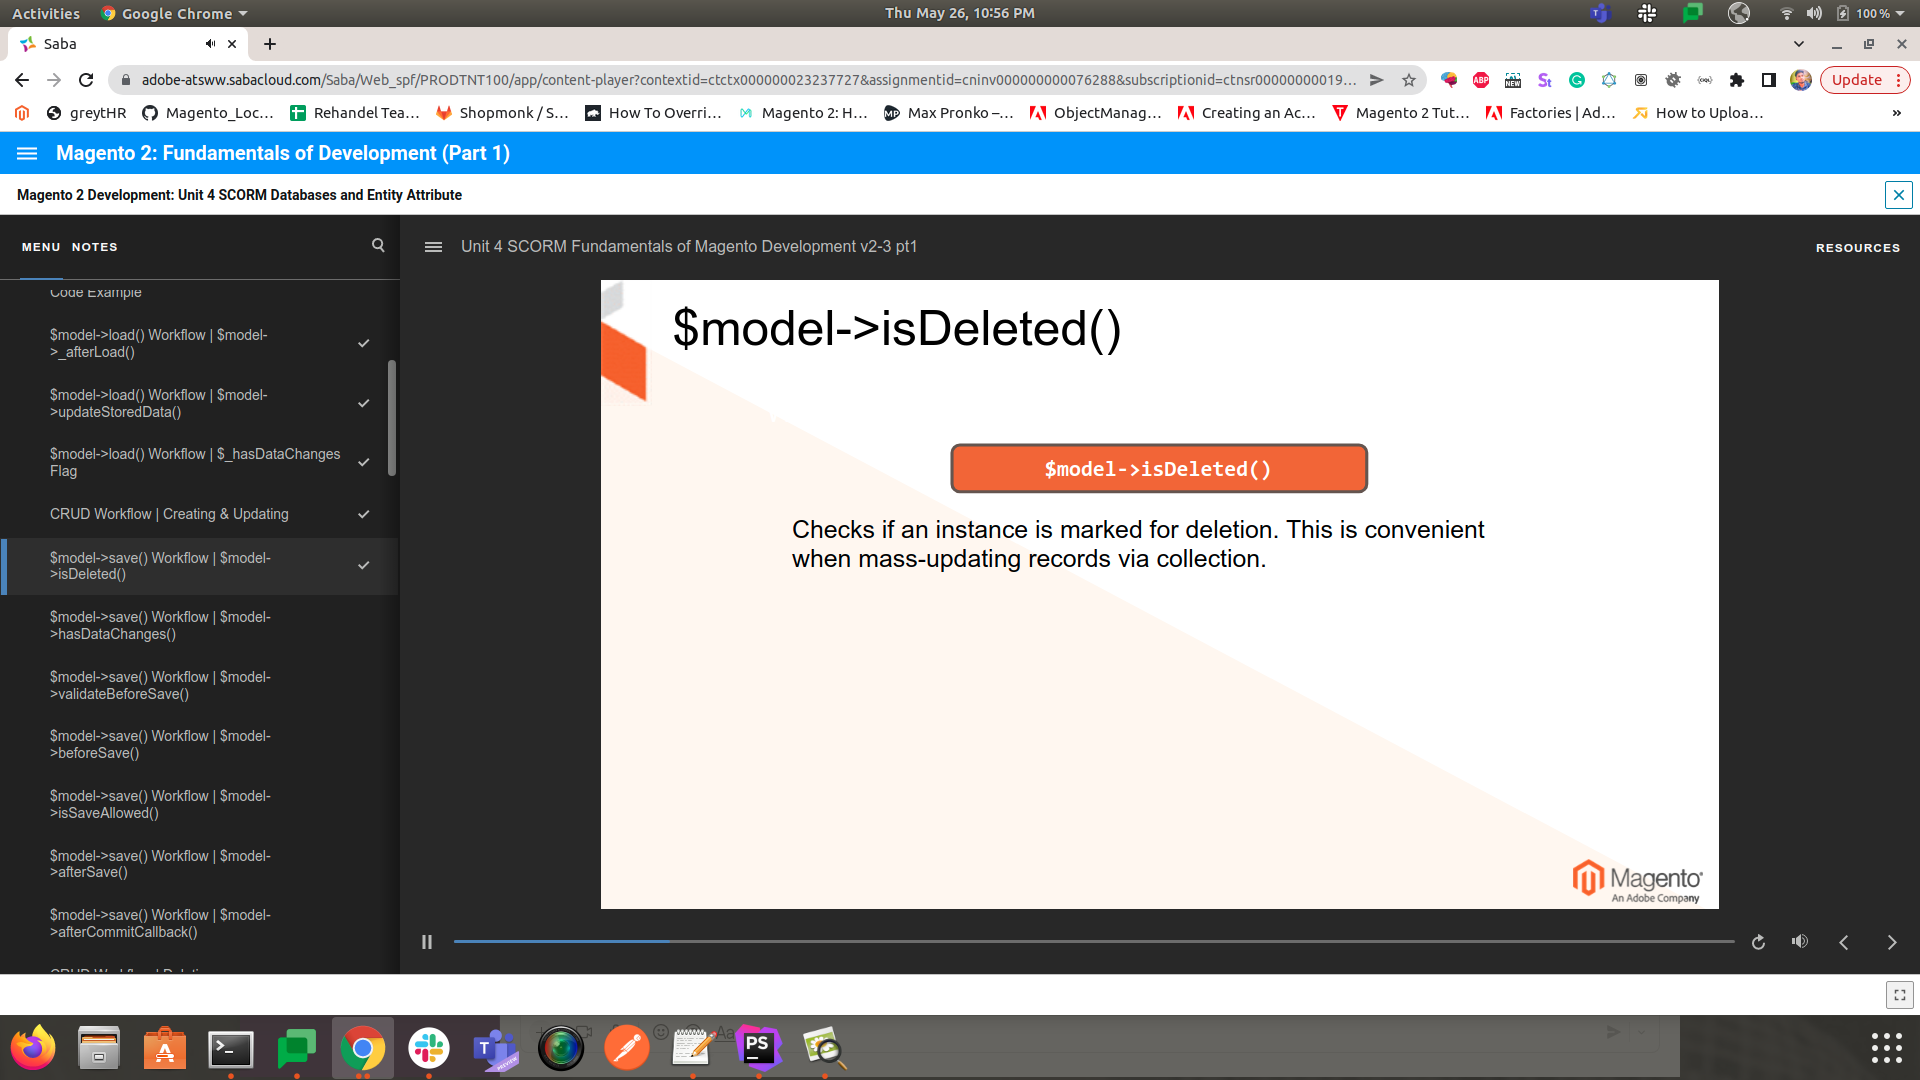 Activities Google Chrome Thu May 26, 10:56 PM 100 %
Saba
adobe-atsww.sabacloud.com/Saba/Web_spf/PRODTNT100/app/content-player?contextid=ctctx000000023237727&assignmentid=cninv000000000076288&subscriptionid=ctnsr00000000019... Update
greytHR Magento_Loc... Rehandel Tea... Shopmonk / S... How To Overri... Magento 2: H... Max Pronko –... ObjectManag... Creating an Ac... Magento 2 Tut... Factories | Ad... How to Uploa... »
Magento 2: Fundamentals of Development (Part 1)
Magento 2 Development: Unit 4 SCORM Databases and Entity Attribute
MENU NOTES
Unit 4 SCORM Fundamentals of Magento Development v2-3 pt1
RESOURCES
Code Example
$model->load() Workflow | $model-
>_afterLoad()
$model->load() Workflow | $model-
>updateStoredData()
$model->load() Workflow | $_hasDataChanges
Flag
CRUD Workflow | Creating & Updating
$model->save() Workflow | $model-
>isDeleted()
$model->save() Workflow | $model-
>hasDataChanges()
$model->save() Workflow | $model-
>validateBeforeSave()
$model->save() Workflow | $model-
>beforeSave()
$model->save() Workflow | $model-
>isSaveAllowed()
$model->save() Workflow | $model-
>afterSave()
$model->save() Workflow | $model-
>afterCommitCallback()
$model->isDeleted()
$model->isDeleted()
Checks if an instance is marked for deletion. This is convenient
when mass-updating records via collection.
Magento
An Adobe Company